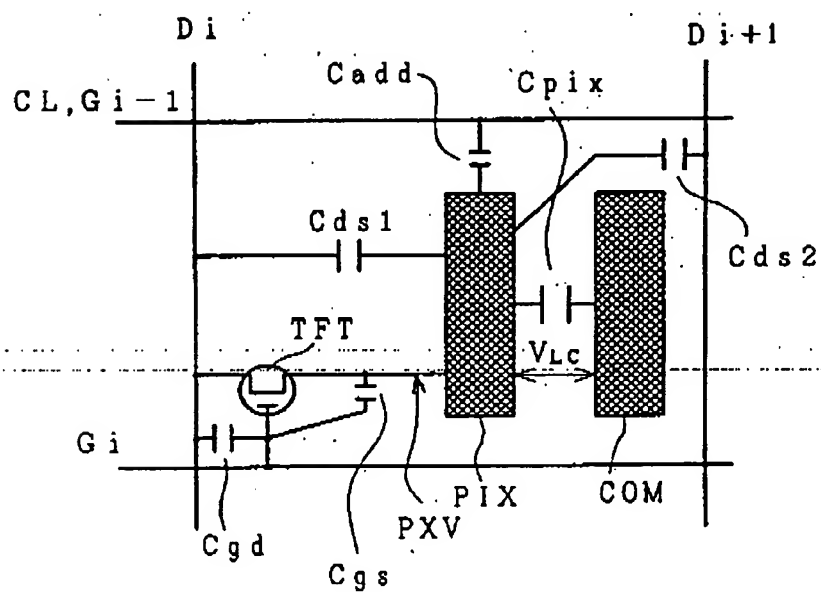 Di
Di+1
Cadd
Cpix
CL,Gi-1
Cds1
Cds2
TFT
VLC
Gi
PIX
COM
PXV
Cgd
Cgs